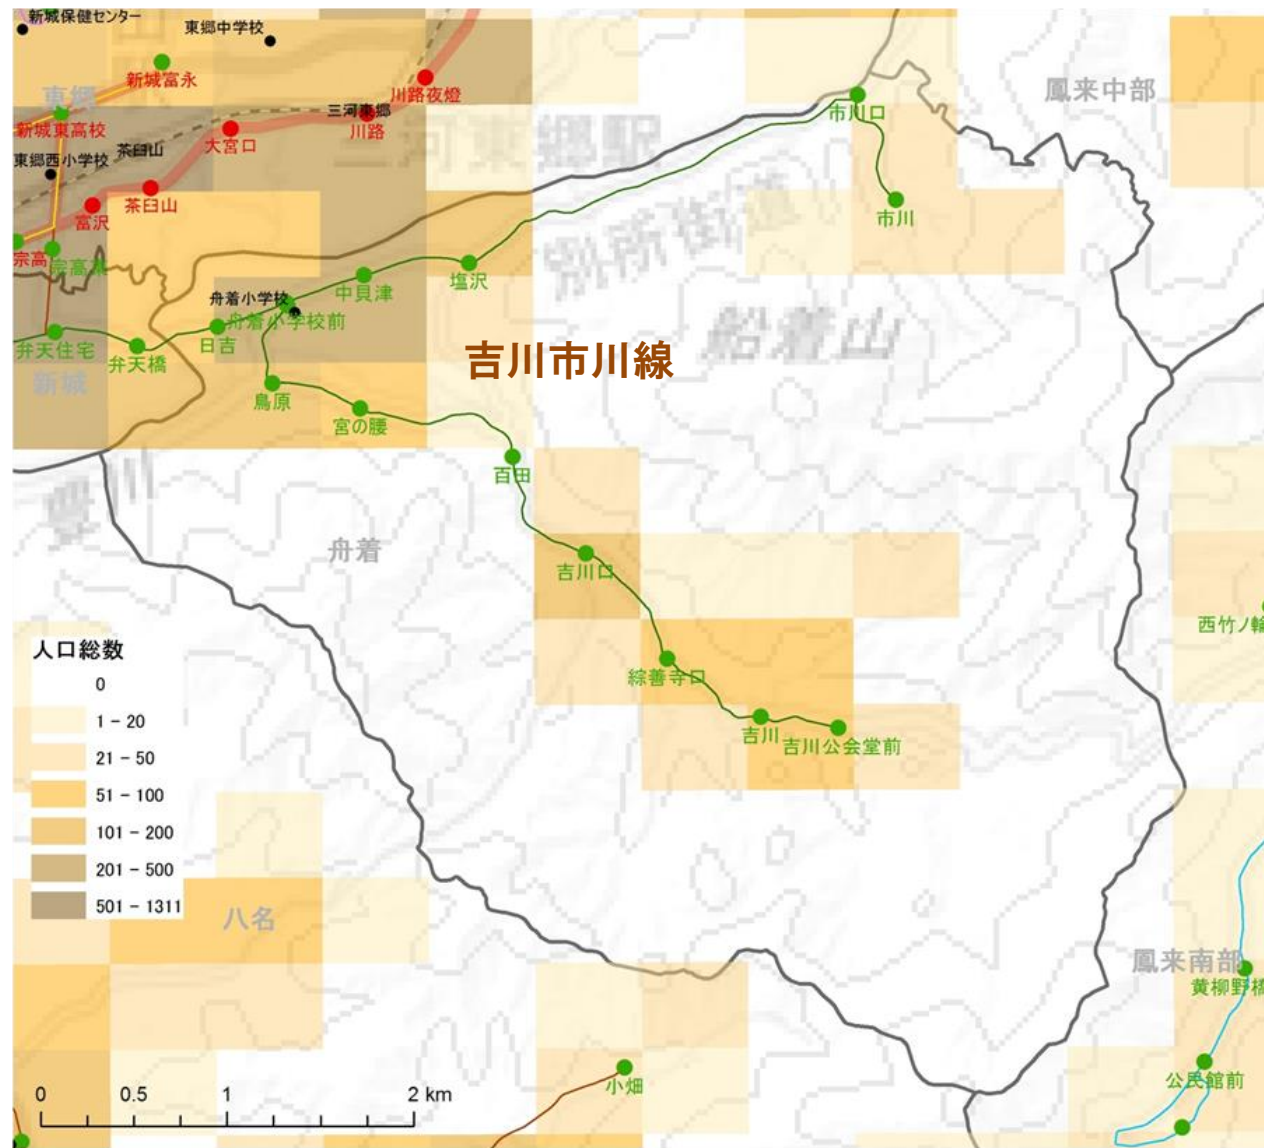 新城保健センター
東郷中学校
新城富永
川路夜燈
鳳来中部
東郷
三河東郷
市川口
新城東高校
川路
大宮口
三河東郷駅
茶臼山
東郷西小学校
茶臼山
富沢
市川
別所街道
宗高
塩沢
中貝津
舟着小学校
舟着小学校前
船着山
日吉
弁天住宅
弁天橋
吉川市川線
新城
鳥原
宮の腰
百田
舟着
吉川口
西竹ノ輪
人口総数
0
1 - 20
21 - 50
51 - 100
101 - 200
201 - 500
501 - 1311
綜善寺口
吉川
吉川公会堂前
八名
鳳来南部
黄柳野橋
小畑
公民館前
0 0.5 1 2 km